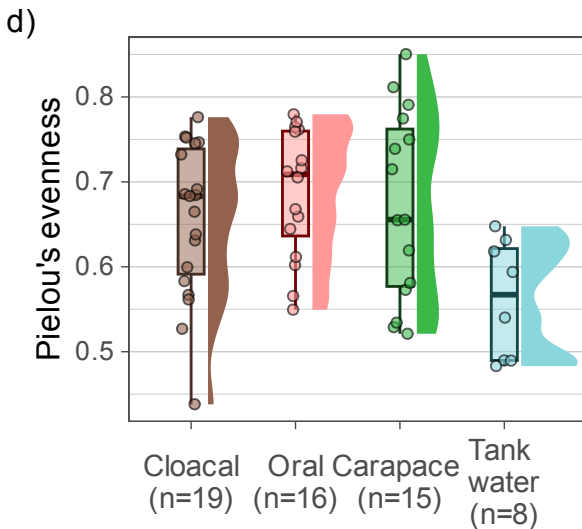 d)
Pielou's evenness
0.8
0.7
0.6
0.5
Cloacal
(n=19)
Oral
(n=16)
Carapace
(n=15)
Tank
water
(n=8)